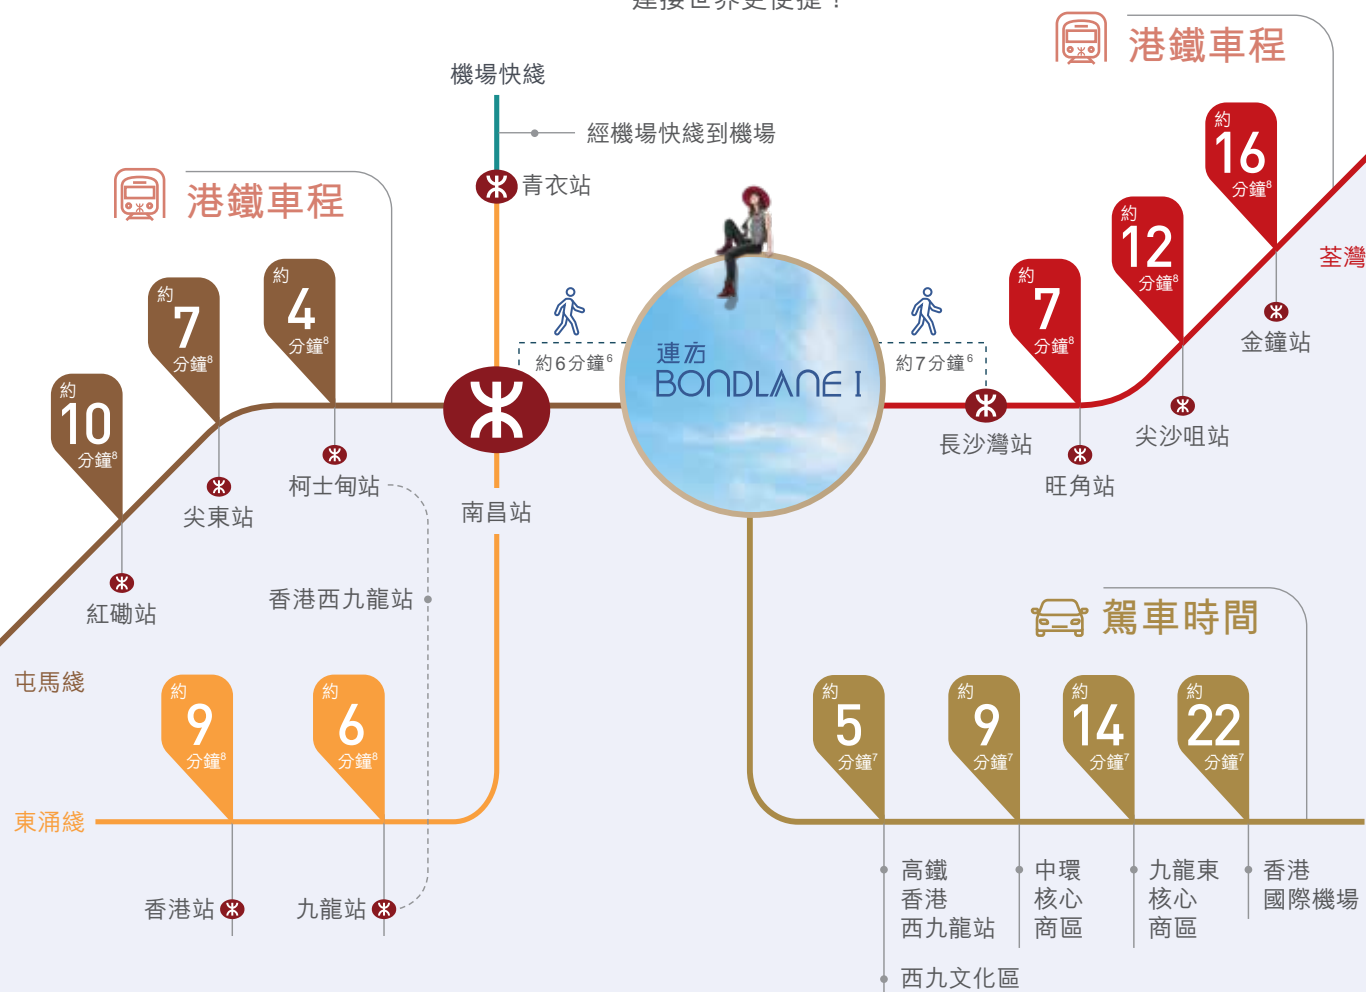 連接世界更便捷！
港鐵車程
機場快綫
經機場快綫到機場
青衣站
港鐵車程
約
16
分鐘8
約
12
分鐘8
荃灣
約
7
分鐘8
約
4
分鐘8
約
7
分鐘8
金鐘站
約6分鐘6
連方
BONDLANE I
約7分鐘6
約
10
分鐘8
長沙灣站
尖沙咀站
柯士甸站
旺角站
尖東站
南昌站
香港西九龍站
紅磡站
駕車時間
屯馬綫
約
9
分鐘8
約
6
分鐘8
約
5
分鐘7
約
9
分鐘7
約
14
分鐘7
約
22
分鐘7
東涌綫
香港站
九龍站
高鐵
香港
西九龍站
中環
核心
商區
九龍東
核心
商區
香港
國際機場
西九文化區